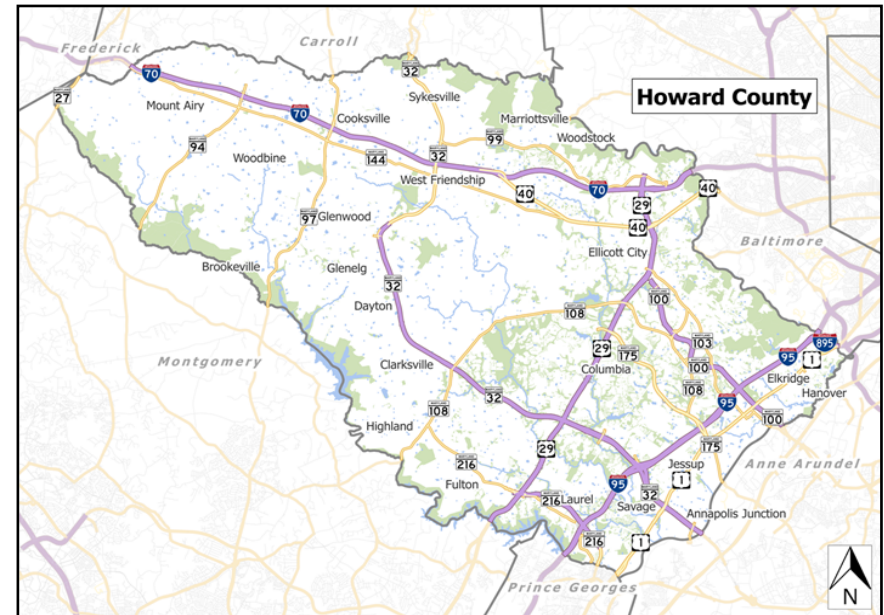 Frederick
Carroll
Howard County
70
32
27
Mount Airy
Sykesville
70
Cooksville
Marriottsville
94
99
Woodstock
Woodbine
144
32
West Friendship
40
70
40
29
97
Glenwood
40
Baltimore
Ellicott City
Brookeville
Glenelg
32
100
Dayton
108
103
895
29
175
95
1
Montgomery
Clarksville
Columbia
100
Elkridge
32
108
Hanover
108
95
100
Highland
29
175
216
Jessup
Anne Arundel
Fulton
95
1
216
Laurel
32
Savage
Annapolis Junction
216
1
Prince Georges
N